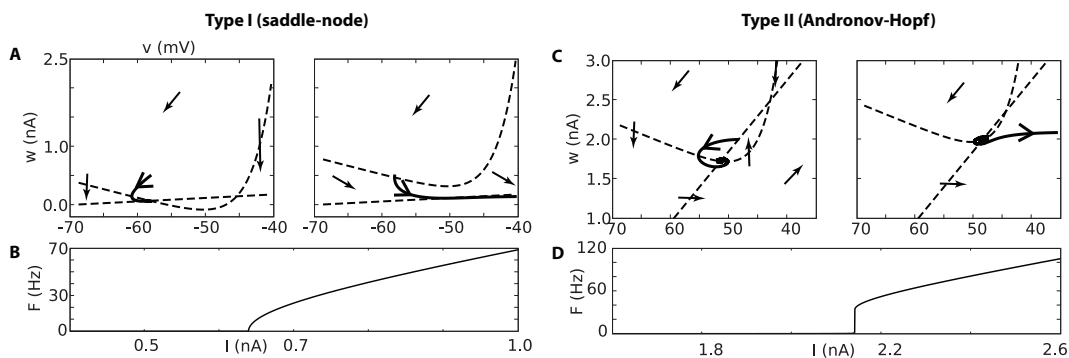 Type I (saddle-node)
Type II (Andronov-Hopf)
A
v (mV)
2.5
1.0
0.0
w (nA)
-70 -60 -50 -40
-70 -60 -50 -40
C
3.0
2.5
2.0
1.5
1.0
w (nA)
70 60 50 40
70 60 50 40
B
70
0
F (Hz)
0.5 I (nA) 0.7 1.0
D
120
80
40
0
F (Hz)
1.8 I (nA) 2.2 2.6